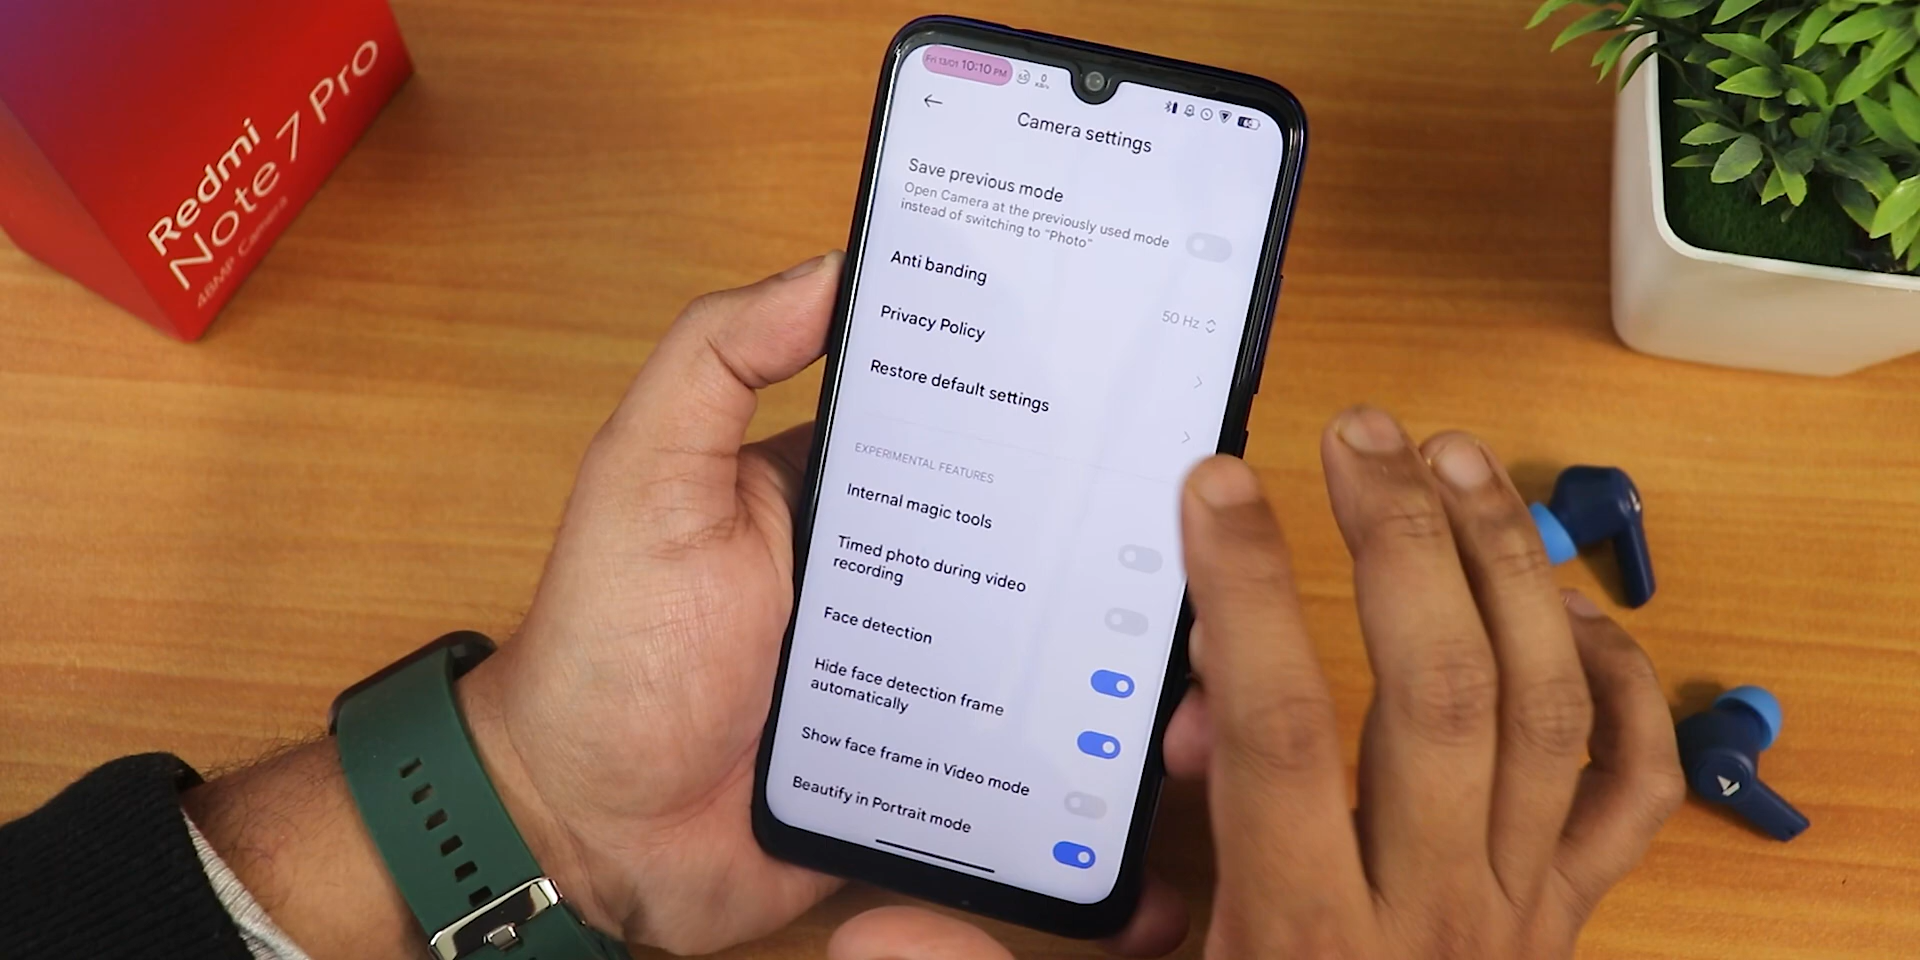 Redmi
Note 7 Pro
48MP Camera
Fri 13/01 10:10 PM
0
KB/s
Camera settings
Save previous mode
Open Camera at the previously used mode
instead of switching to "Photo"
Anti banding
50 Hz
Privacy Policy
Restore default settings
EXPERIMENTAL FEATURES
Internal magic tools
Timed photo during video
recording
Face detection
Hide face detection frame
automatically
Show face frame in Video mode
Beautify in Portrait mode